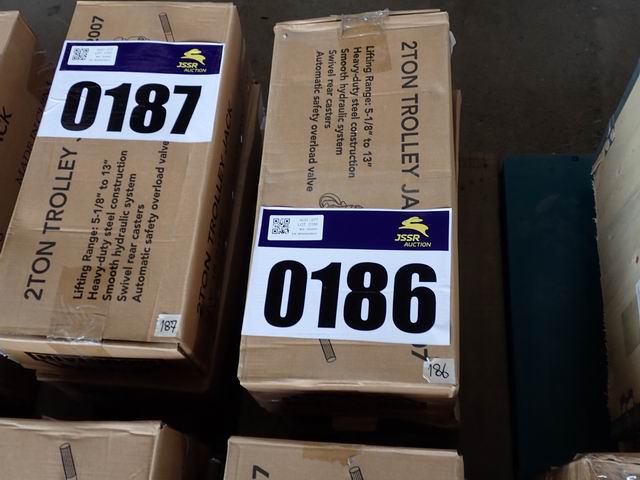 2007
JSSR
AUCTION
0187
2TON TROLLEY J
Lifting Range: 5-1/8" to 13"
Heavy-duty steel construction
Smooth hydraulic system
Swivel rear casters
Automatic safety overload valve
187
2TON TROLLEY JA
Lifting Range: 5-1/8" to 13"
Heavy-duty steel construction
Smooth hydraulic system
Swivel rear casters
Automatic safety overload valve
JSSR
AUCTION
0186
07
186